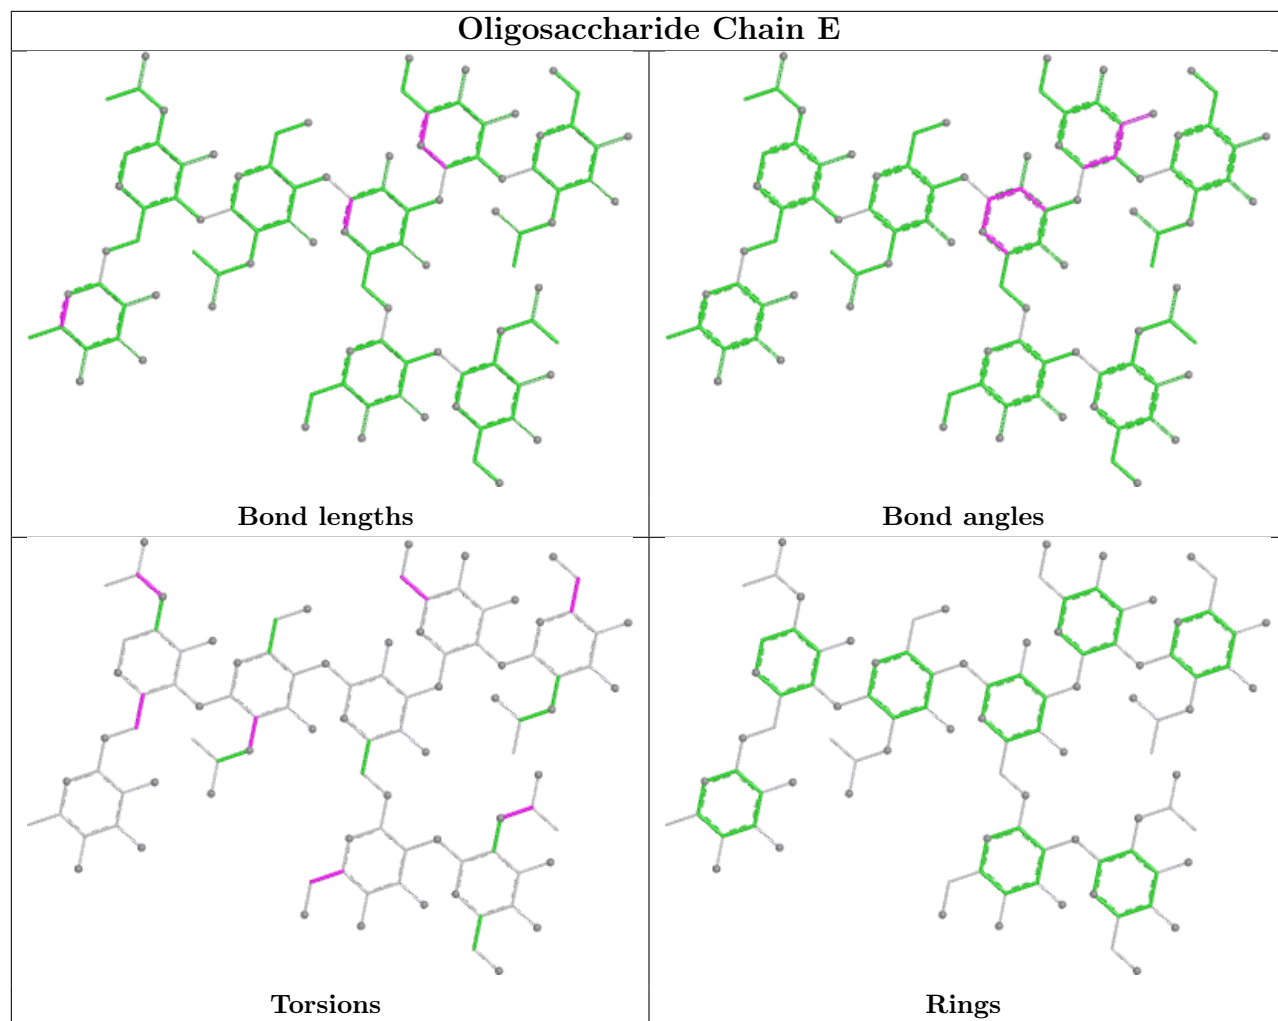 Oligosaccharide Chain E
Bond lengths
Bond angles
Torsions
Rings